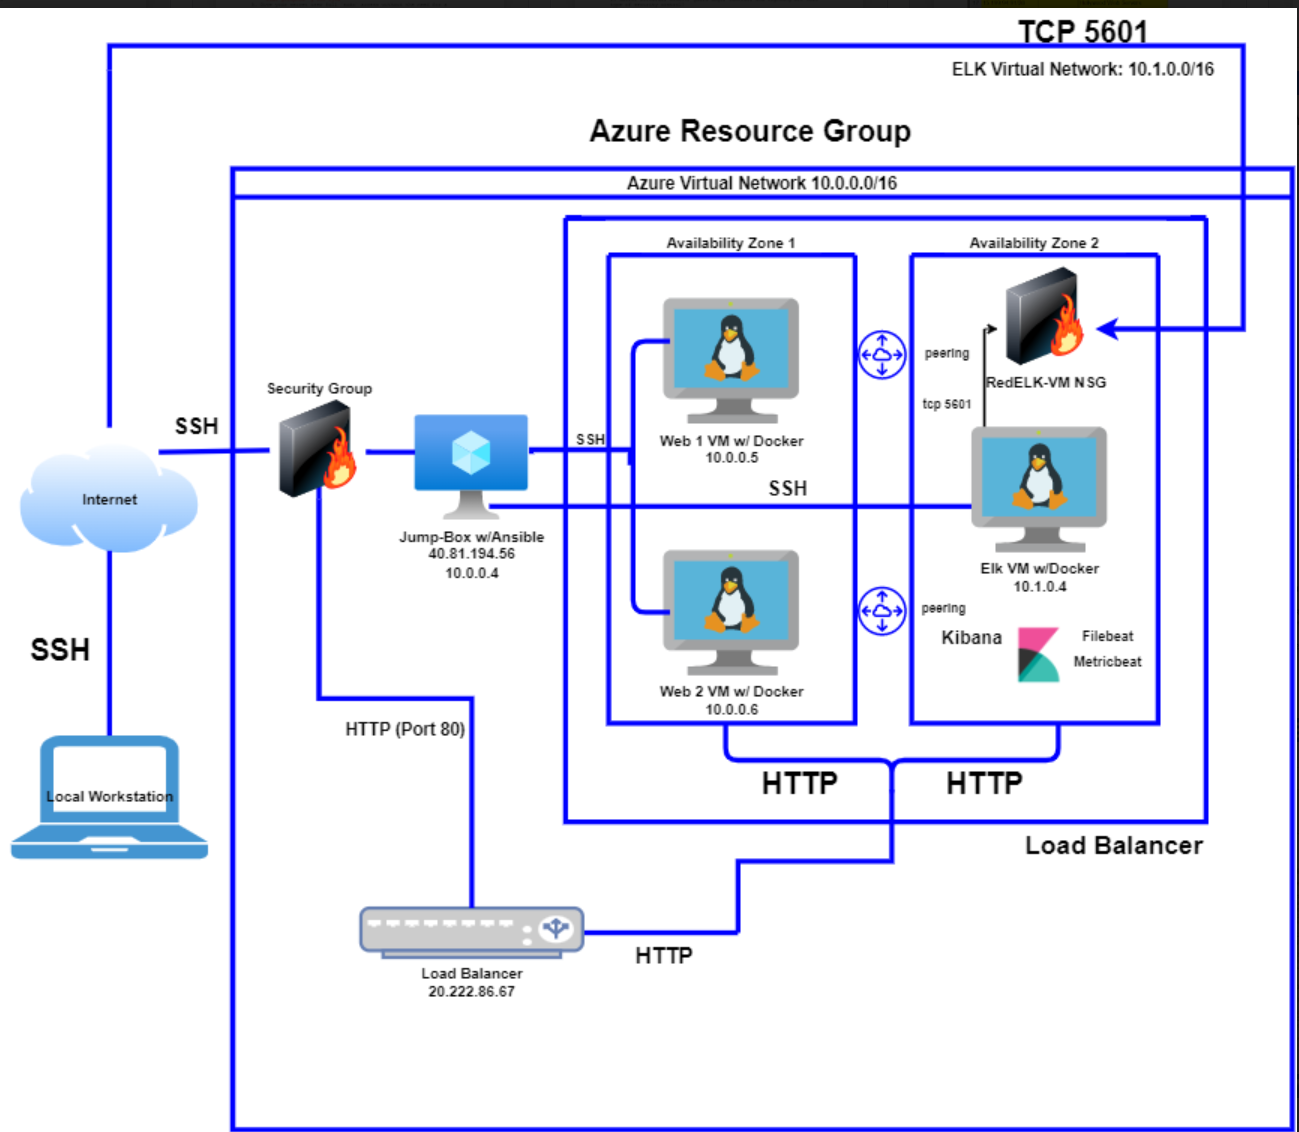 TCP 5601
ELK Virtual Network: 10.1.0.0/16
Azure Resource Group
Azure Virtual Network 10.0.0.0/16
Availability Zone 1
Availability Zone 2
peering
RedELK-VM NSG
tcp 5601
Security Group
SSH
SSH
Web 1 VM w/ Docker
10.0.0.5
SSH
Internet
Jump-Box w/Ansible
40.81.194.56
10.0.0.4
Elk VM w/Docker
10.1.0.4
peering
Kibana
Filebeat
Metricbeat
SSH
Web 2 VM w/ Docker
10.0.0.6
HTTP (Port 80)
HTTP
HTTP
Local Workstation
Load Balancer
HTTP
Load Balancer
20.222.86.67